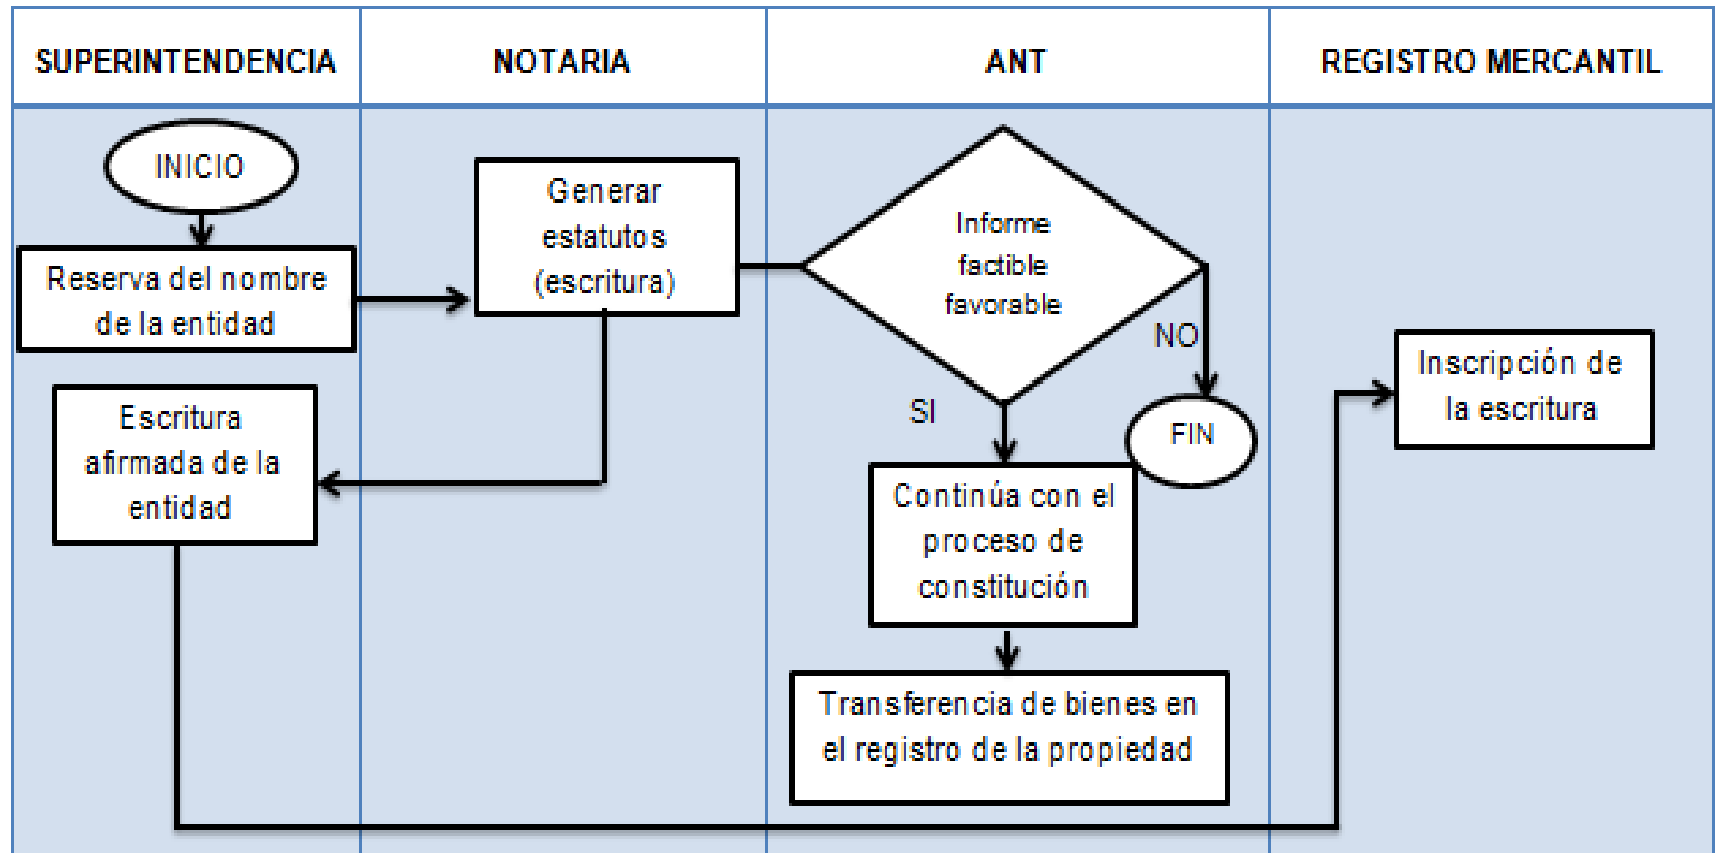 SUPERINTENDENCIA
NOTARIA
ANT
REGISTRO MERCANTIL
INICIO
Reserva del nombre
de la entidad
Escritura
afirmada de la
entidad
Generar
estatutos
(escritura)
Informe
factible
favorable
NO
SI
FIN
Continúa con el
proceso de
constitución
Transferencia de bienes en
el registro de la propiedad
Inscripción de
la escritura